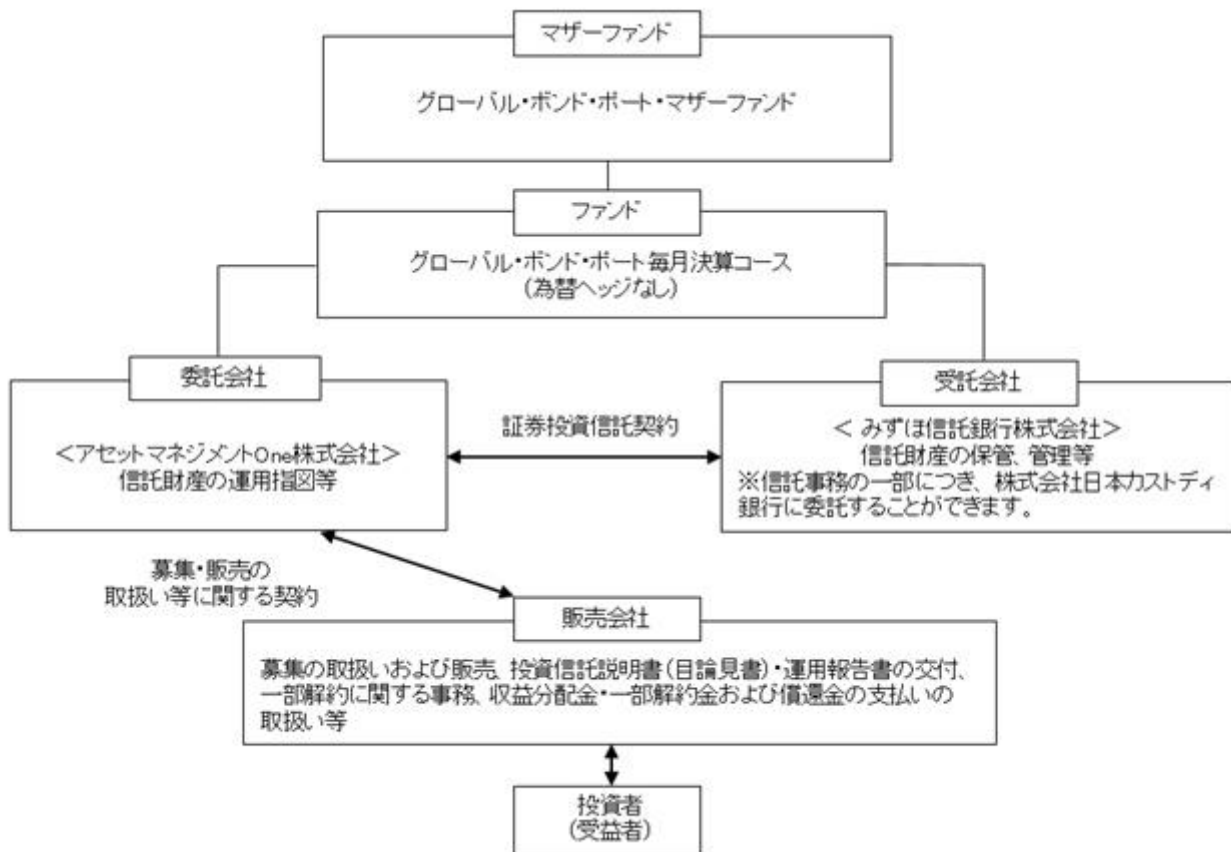 マザーファンド
グローバル・ボンド・ポート・マザーファンド
ファンド
グローバル・ボンド・ポート毎月決算コース
(為替ヘッジなし)
委託会社
<アセットマネジメントOne株式会社>
信託財産の運用指図等
証券投資信託契約
受託会社
< みずほ信託銀行株式会社>
信託財産の保管、管理等
※信託事務の一部につき、株式会社日本カストディ
銀行に委託することができます。
募集・販売の
取扱い等に関する契約
販売会社
募集の取扱いおよび販売、投資信託説明書(目論見書)・運用報告書の交付、
一部解約に関する事務、収益分配金・一部解約金および償還金の支払いの
取扱い等
投資者
(受益者)